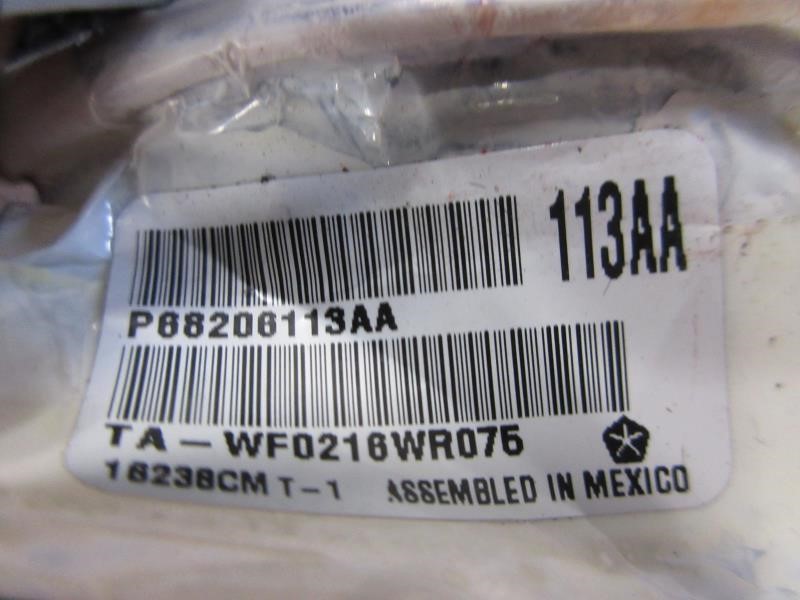 113AA
P68206113AA
TA-WF0216WR075
16238CM T-1 ASSEMBLED IN MEXICO